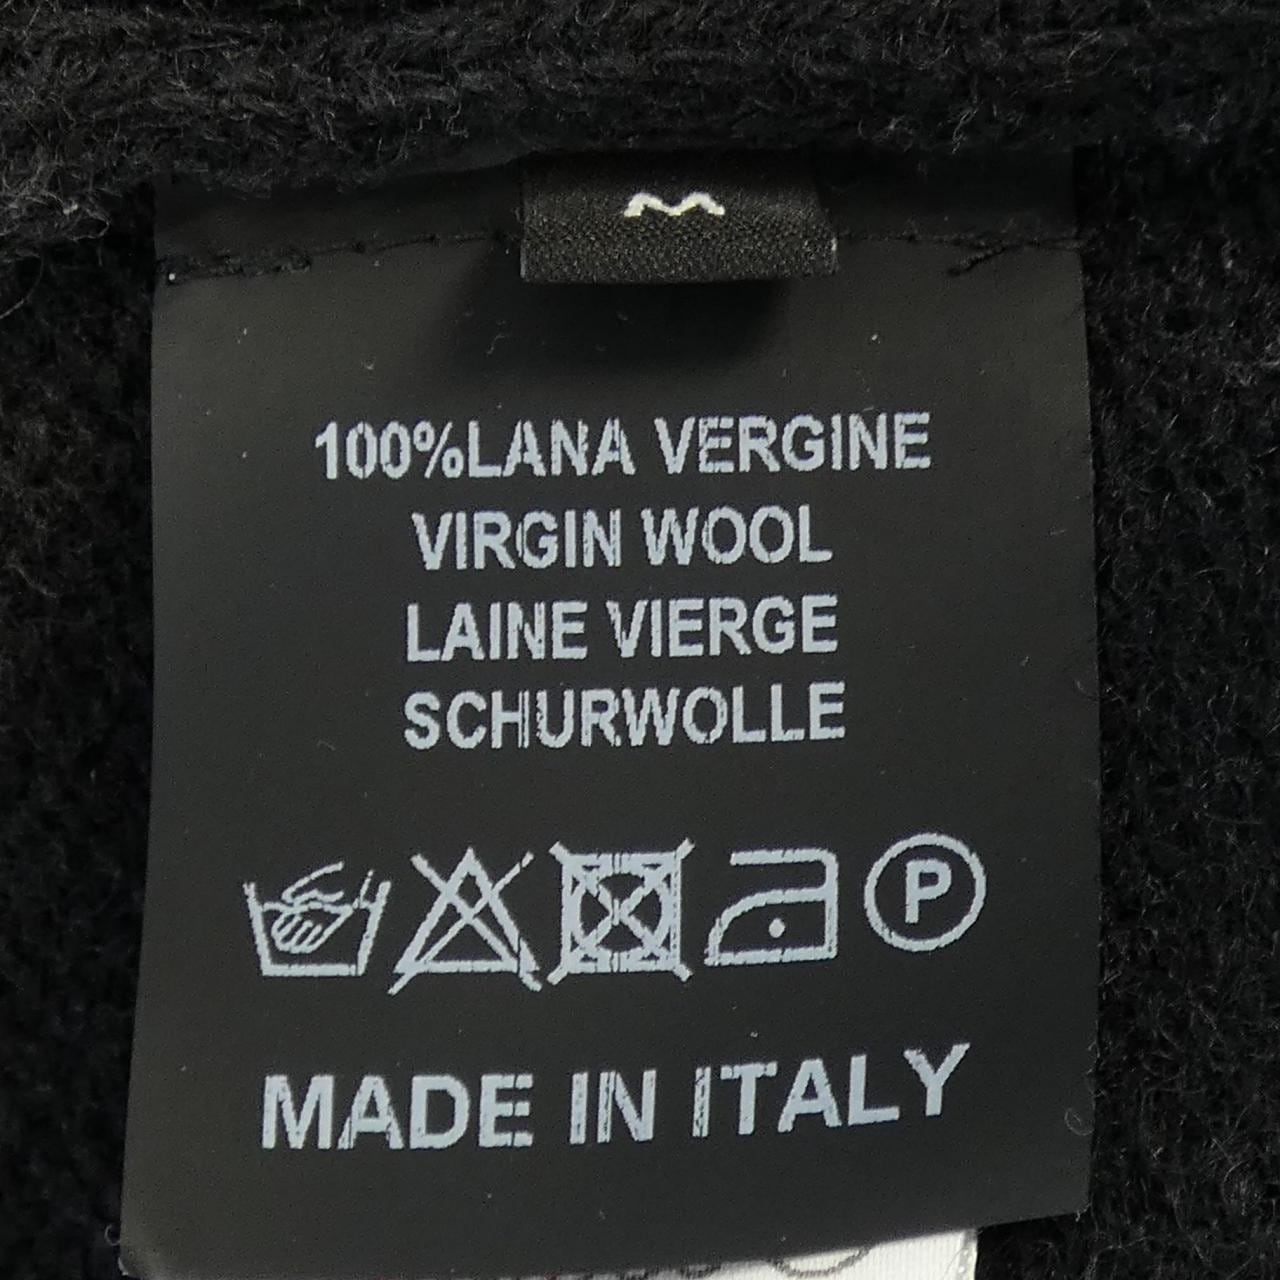 M
100%LANA VERGINE
VIRGIN WOOL
LAINE VIERGE
SCHURWOLLE
P
MADE IN ITALY